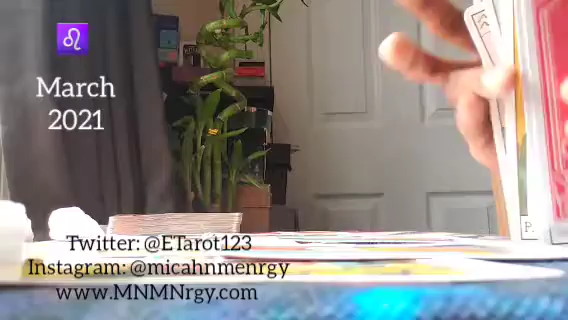 ♌
March
2021
Twitter: @ETarot123
Instagram: @micahnmenrgy
www.MNMNrgy.com
P.